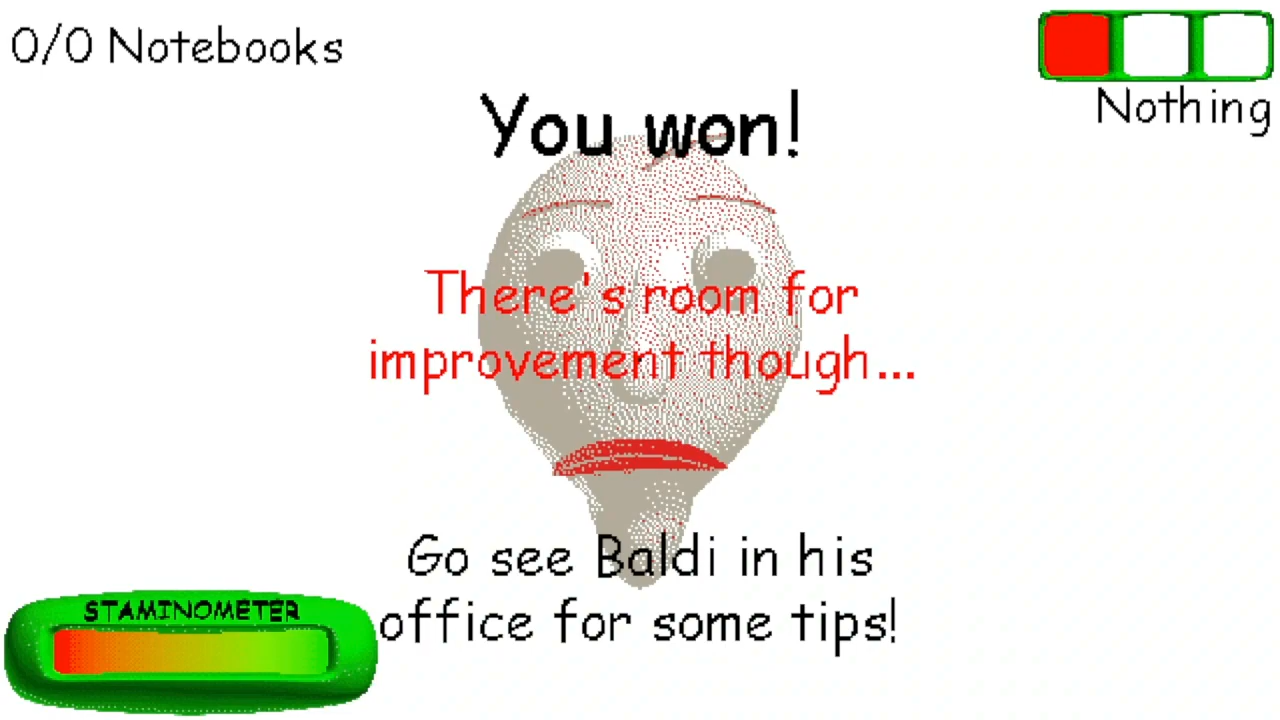 0/0 Notebooks
Nothing
You won!
There's room for
improvement though...
Go see Baldi in his
office for some tips!
STAMINOMETER